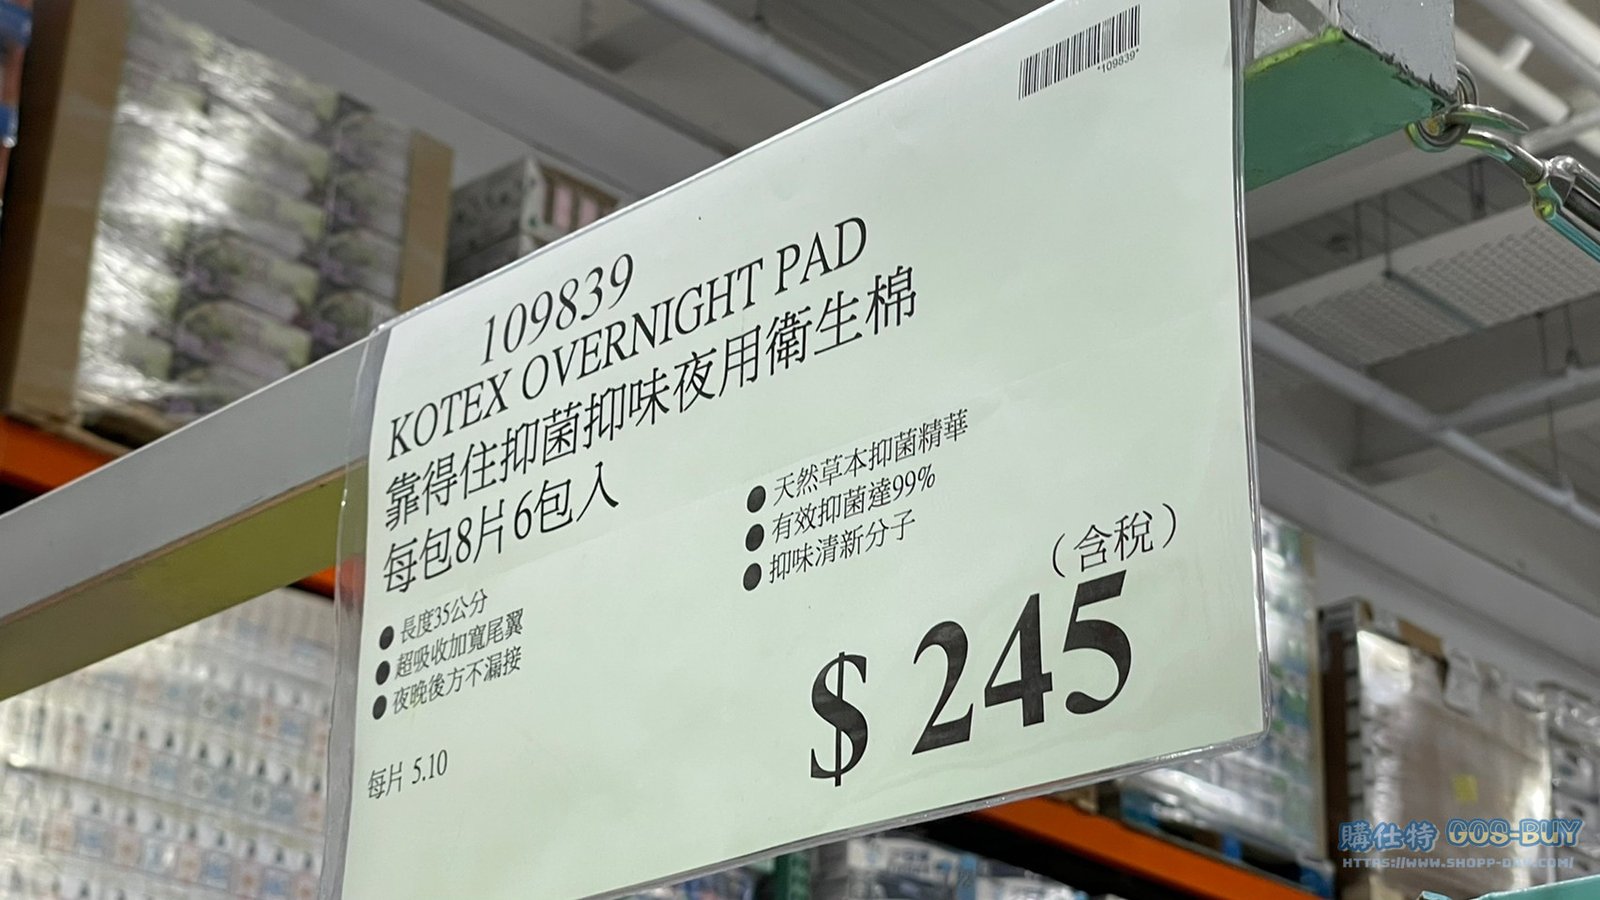 *109839*
109839
KOTEX OVERNIGHT PAD
靠得住抑菌抑味夜用衛生棉
每包8片6包入
● 長度35公分
● 超吸收加寬尾翼
● 夜晚後方不漏接
● 天然草本抑菌精華
● 有效抑菌達99%
● 抑味清新分子
(含稅)
$ 245
每片 5.10
購仕特 GOS-BUY